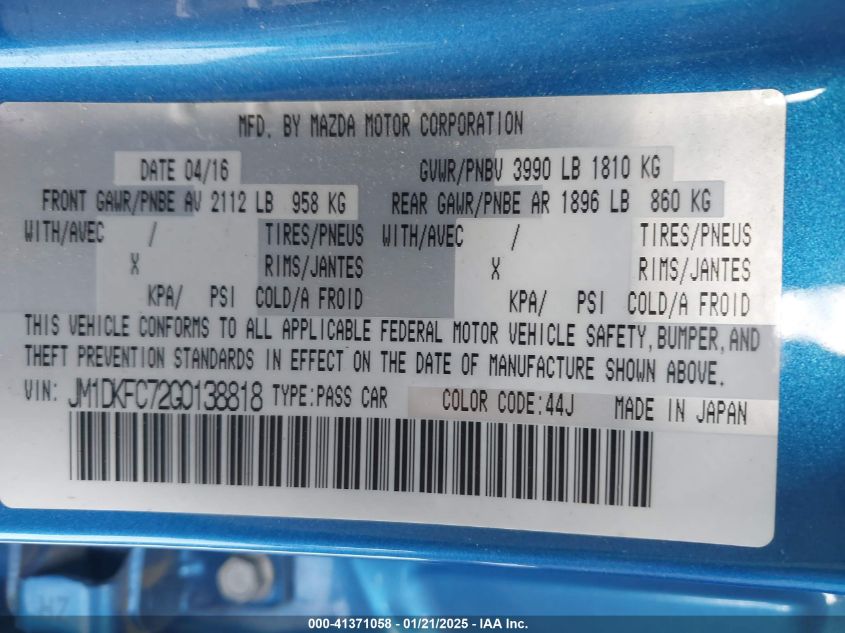 MFD. BY MAZDA MOTOR CORPORATION
DATE 04/16 GVWR/PNBV 3990 LB 1810 KG
FRONT GAWR/PNBE AV 2112 LB 958 KG REAR GAWR/PNBE AR 1896 LB 860 KG
WITH/AVEC / TIRES/PNEUS WITH/AVEC / TIRES/PNEUS
X RIMS/JANTES X RIMS/JANTES
KPA/ PSI COLD/A FROID KPA/ PSI COLD/A FROID
THIS VEHICLE CONFORMS TO ALL APPLICABLE FEDERAL MOTOR VEHICLE SAFETY, BUMPER, AND
THEFT PREVENTION STANDARDS IN EFFECT ON THE DATE OF MANUFACTURE SHOWN ABOVE.
VIN: JM1DKFC72G0138818 TYPE:PASS CAR COLOR CODE:44J MADE IN JAPAN
H7
000-41371058 - 01/21/2025 - IAA Inc.